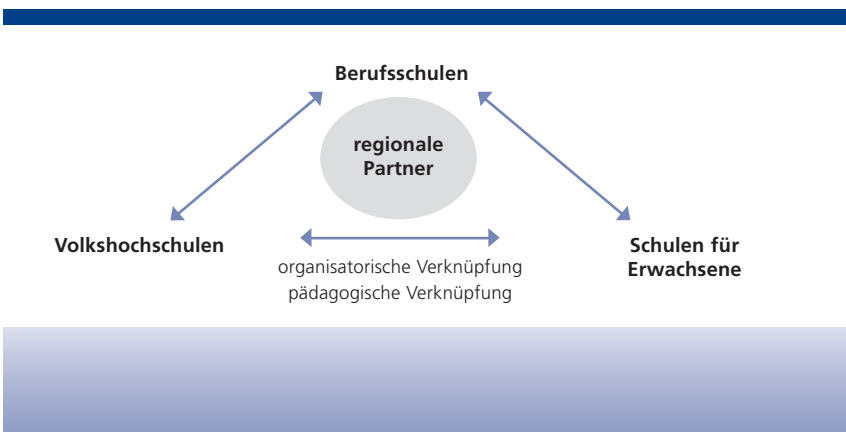 Berufsschulen
regionale
Partner
Volkshochschulen
Schulen für
Erwachsene
organisatorische Verknüpfung
pädagogische Verknüpfung